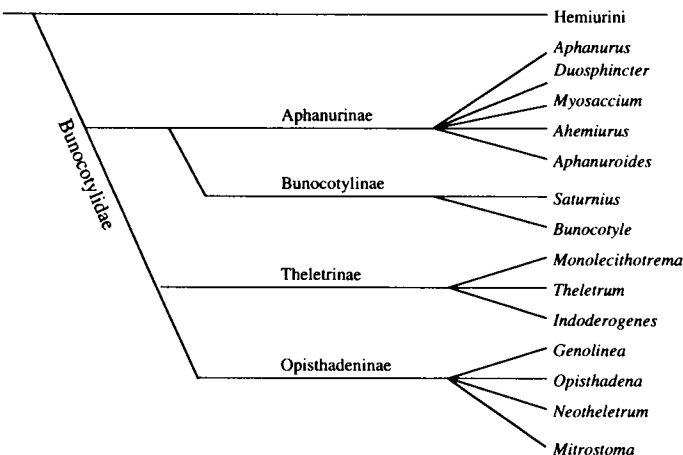 Hemiurini
Aphanurus
Duosphincter
Aphanurinae
Myosaccium
Ahemiurus
Bunocotylidae
Aphanuroides
Bunocotylinae
Saturnius
Bunocotyle
Monolecithotrema
Theletrinae
Theletrum
Indoderogenes
Genolinea
Opisthadeninae
Opisthadena
Neotheletrum
Mitrostoma